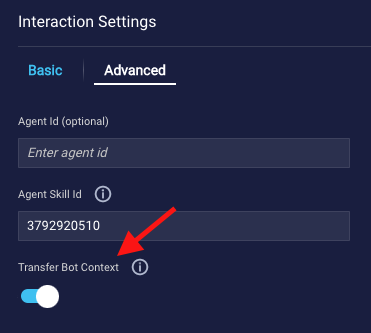 Interaction Settings
Basic
Advanced
Agent Id (optional)
Enter agent id
Agent Skill Id
3792920510
Transfer Bot Context